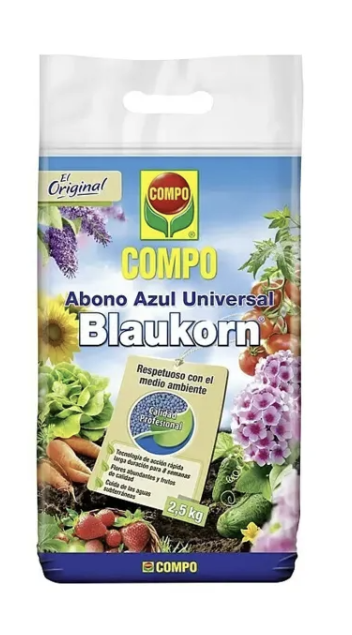 El
Original
COMPO
COMPO
Abono Azul Universal
Blaukorn®
Respetuoso con el
medio ambiente
Calidad
Profesional
Tecnología de acción rápida
larga duración para 8 semanas
Flores abundantes y frutos
de calidad
Cuida de las aguas
subterráneas
2,5 kg
COMPO